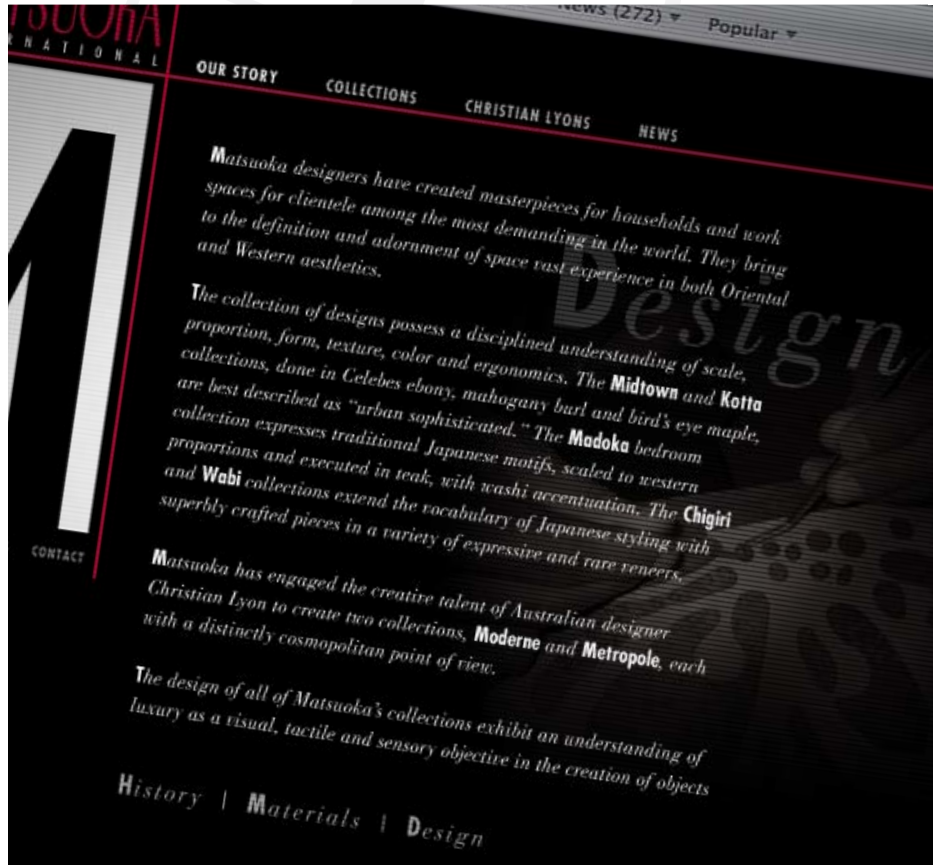 News (272) ▼ Popular ▼
OUR STORY COLLECTIONS CHRISTIAN LYONS NEWS
Matsuoka designers have created masterpieces for households and work
spaces for clientele among the most demanding in the world. They bring
to the definition and adornment of space vast experience in both Oriental
and Western aesthetics.
Design
The collection of designs possess a disciplined understanding of scale,
proportion, form, texture, color and ergonomics. The Midtown and Kotta
collections, done in Celebes ebony, mahogany burl and bird's eye maple,
are best described as "urban sophisticated." The Madoka bedroom
collection expresses traditional Japanese motifs, scaled to western
proportions and executed in teak, with washi accentuation. The Chigiri
and Wabi collections extend the vocabulary of Japanese styling with
superbly crafted pieces in a variety of expressive and rare veneers.
CONTACT
Matsuoka has engaged the creative talent of Australian designer
Christian Lyon to create two collections, Moderne and Metropole, each
with a distinctly cosmopolitan point of view.
The design of all of Matsuoka's collections exhibit an understanding of
luxury as a visual, tactile and sensory objective in the creation of objects
History | Materials | Design